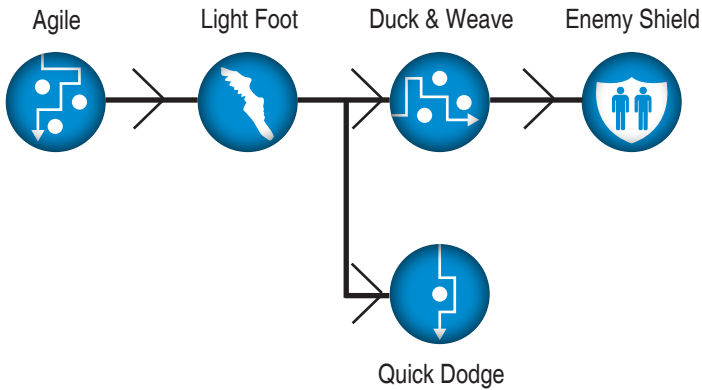 Agile
Light Foot
Duck & Weave
Enemy Shield
Quick Dodge